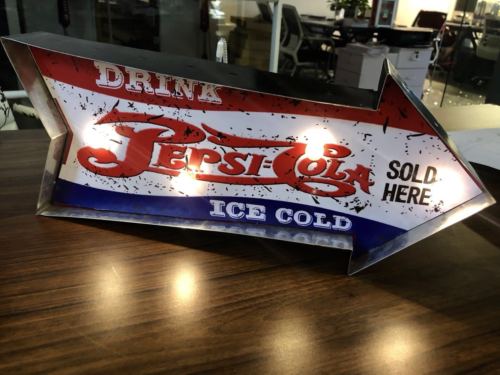 DRINK
PEPSI=COLA
SOLD
HERE
ICE COLD